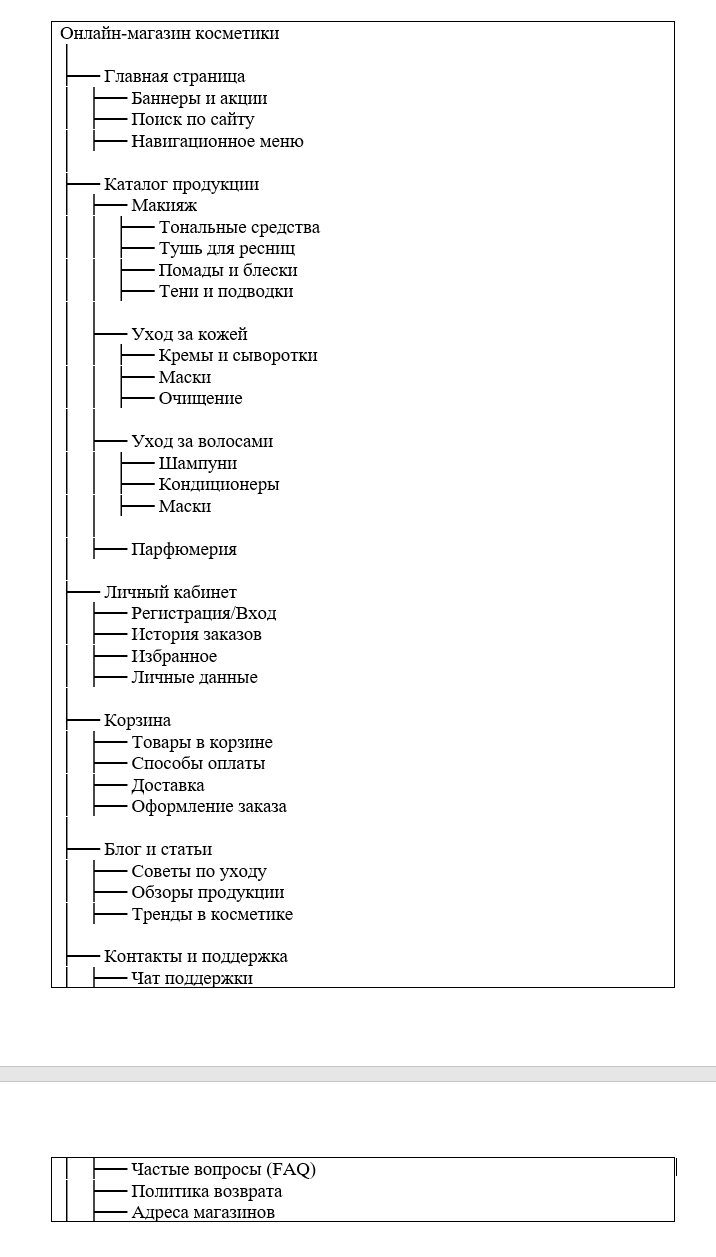 Онлайн-магазин косметики
Главная страница
Баннеры и акции
Поиск по сайту
Навигационное меню
Каталог продукции
Макияж
Тональные средства
Тушь для ресниц
Помады и блески
Тени и подводки
Уход за кожей
Кремы и сыворотки
Маски
Очищение
Уход за волосами
Шампуни
Кондиционеры
Маски
Парфюмерия
Личный кабинет
Регистрация/Вход
История заказов
Избранное
Личные данные
Корзина
Товары в корзине
Способы оплаты
Доставка
Оформление заказа
Блог и статьи
Советы по уходу
Обзоры продукции
Тренды в косметике
Контакты и поддержка
Чат поддержки
Частые вопросы (FAQ)
Политика возврата
Адреса магазинов